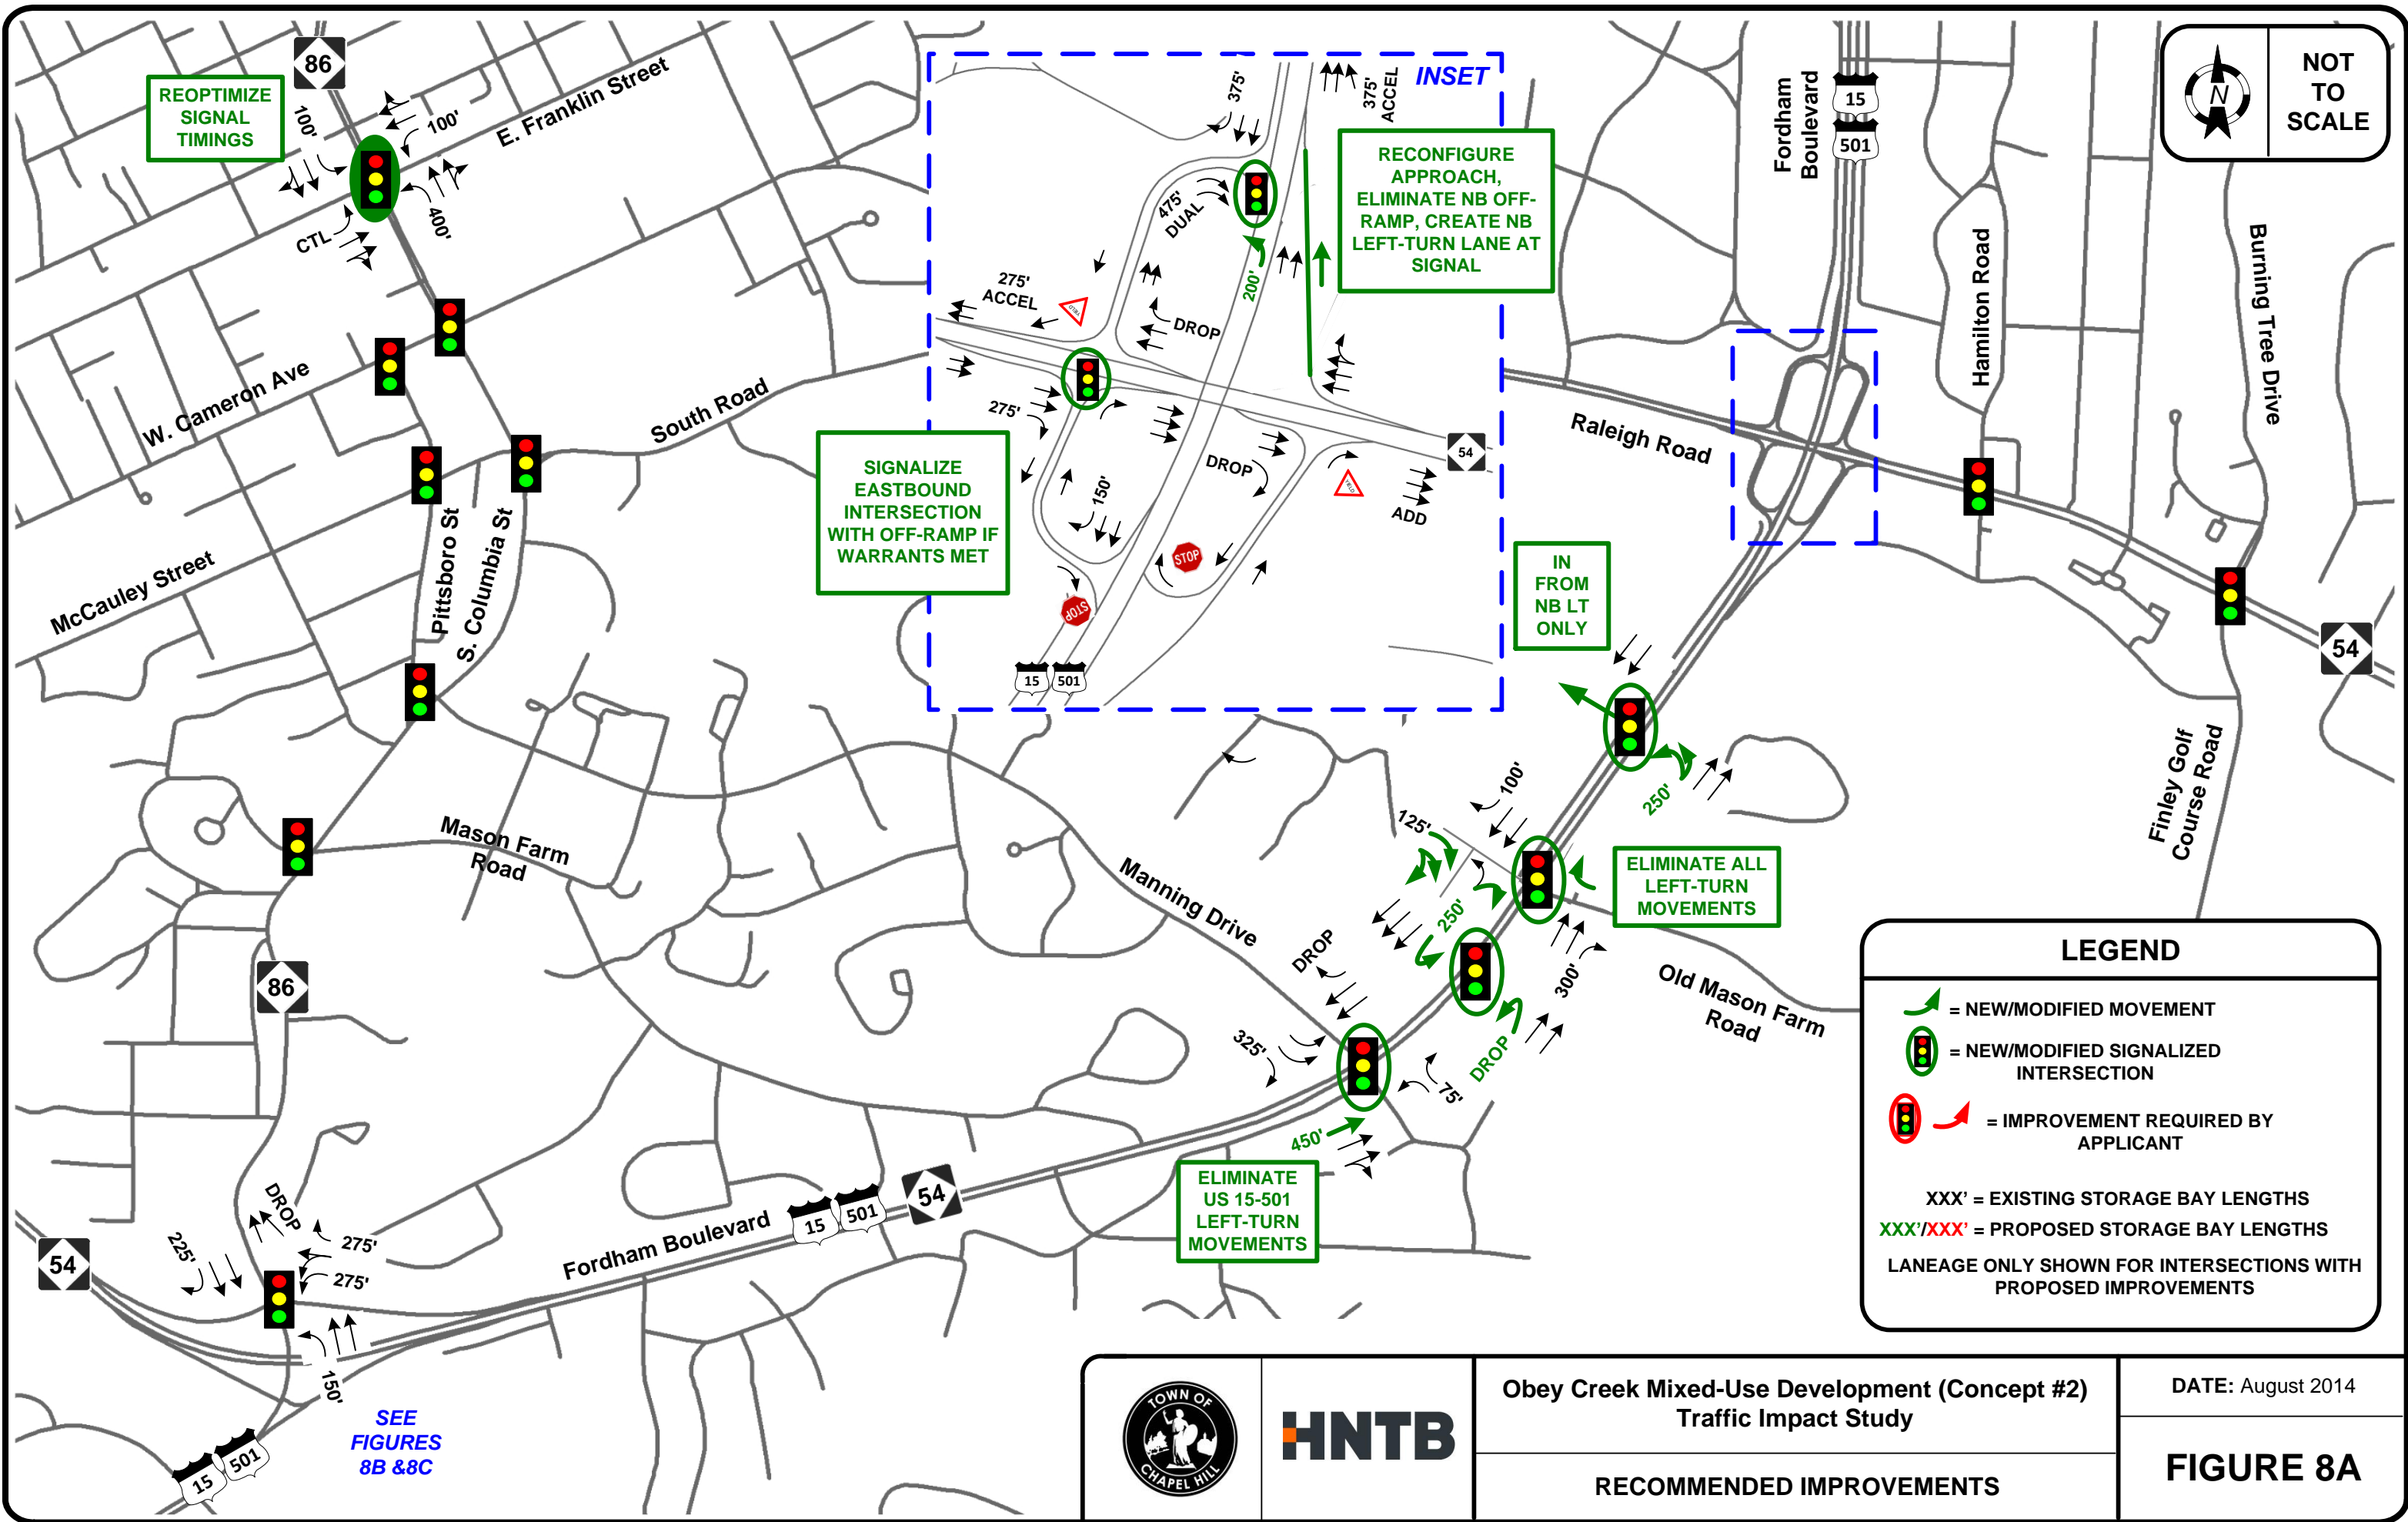 86
REOPTIMIZE
SIGNAL
TIMINGS
100'
100'
E. Franklin Street
400'
CTL
W. Cameron Ave
McCauley Street
Pittsboro St
S. Columbia St
South Road
INSET
375'
375'
ACCEL
475'
DUAL
200'
275'
ACCEL
YIELD
DROP
275'
150'
DROP
YIELD
ADD
54
STOP
STOP
15
501
RECONFIGURE
APPROACH,
ELIMINATE NB OFF-
RAMP, CREATE NB
LEFT-TURN LANE AT
SIGNAL
SIGNALIZE
EASTBOUND
INTERSECTION
WITH OFF-RAMP IF
WARRANTS MET
Fordham
Boulevard
15
501
NOT
TO
SCALE
N
Hamilton Road
Burning Tree Drive
Raleigh Road
54
Finley Golf
Course Road
IN
FROM
NB LT
ONLY
250'
100'
125'
250'
ELIMINATE ALL
LEFT-TURN
MOVEMENTS
300'
Old Mason Farm
Road
Manning Drive
DROP
325'
75'
DROP
450'
ELIMINATE
US 15-501
LEFT-TURN
MOVEMENTS
Mason Farm
Road
86
DROP
225'
275'
275'
54
150'
Fordham Boulevard
15
501
54
15
501
SEE
FIGURES
8B &8C
LEGEND
= NEW/MODIFIED MOVEMENT
= NEW/MODIFIED SIGNALIZED
INTERSECTION
= IMPROVEMENT REQUIRED BY
APPLICANT
XXX' = EXISTING STORAGE BAY LENGTHS
XXX'/XXX' = PROPOSED STORAGE BAY LENGTHS
LANEAGE ONLY SHOWN FOR INTERSECTIONS WITH
PROPOSED IMPROVEMENTS
TOWN OF
CHAPEL HILL
HNTB
Obey Creek Mixed-Use Development (Concept #2)
Traffic Impact Study
RECOMMENDED IMPROVEMENTS
DATE: August 2014
FIGURE 8A